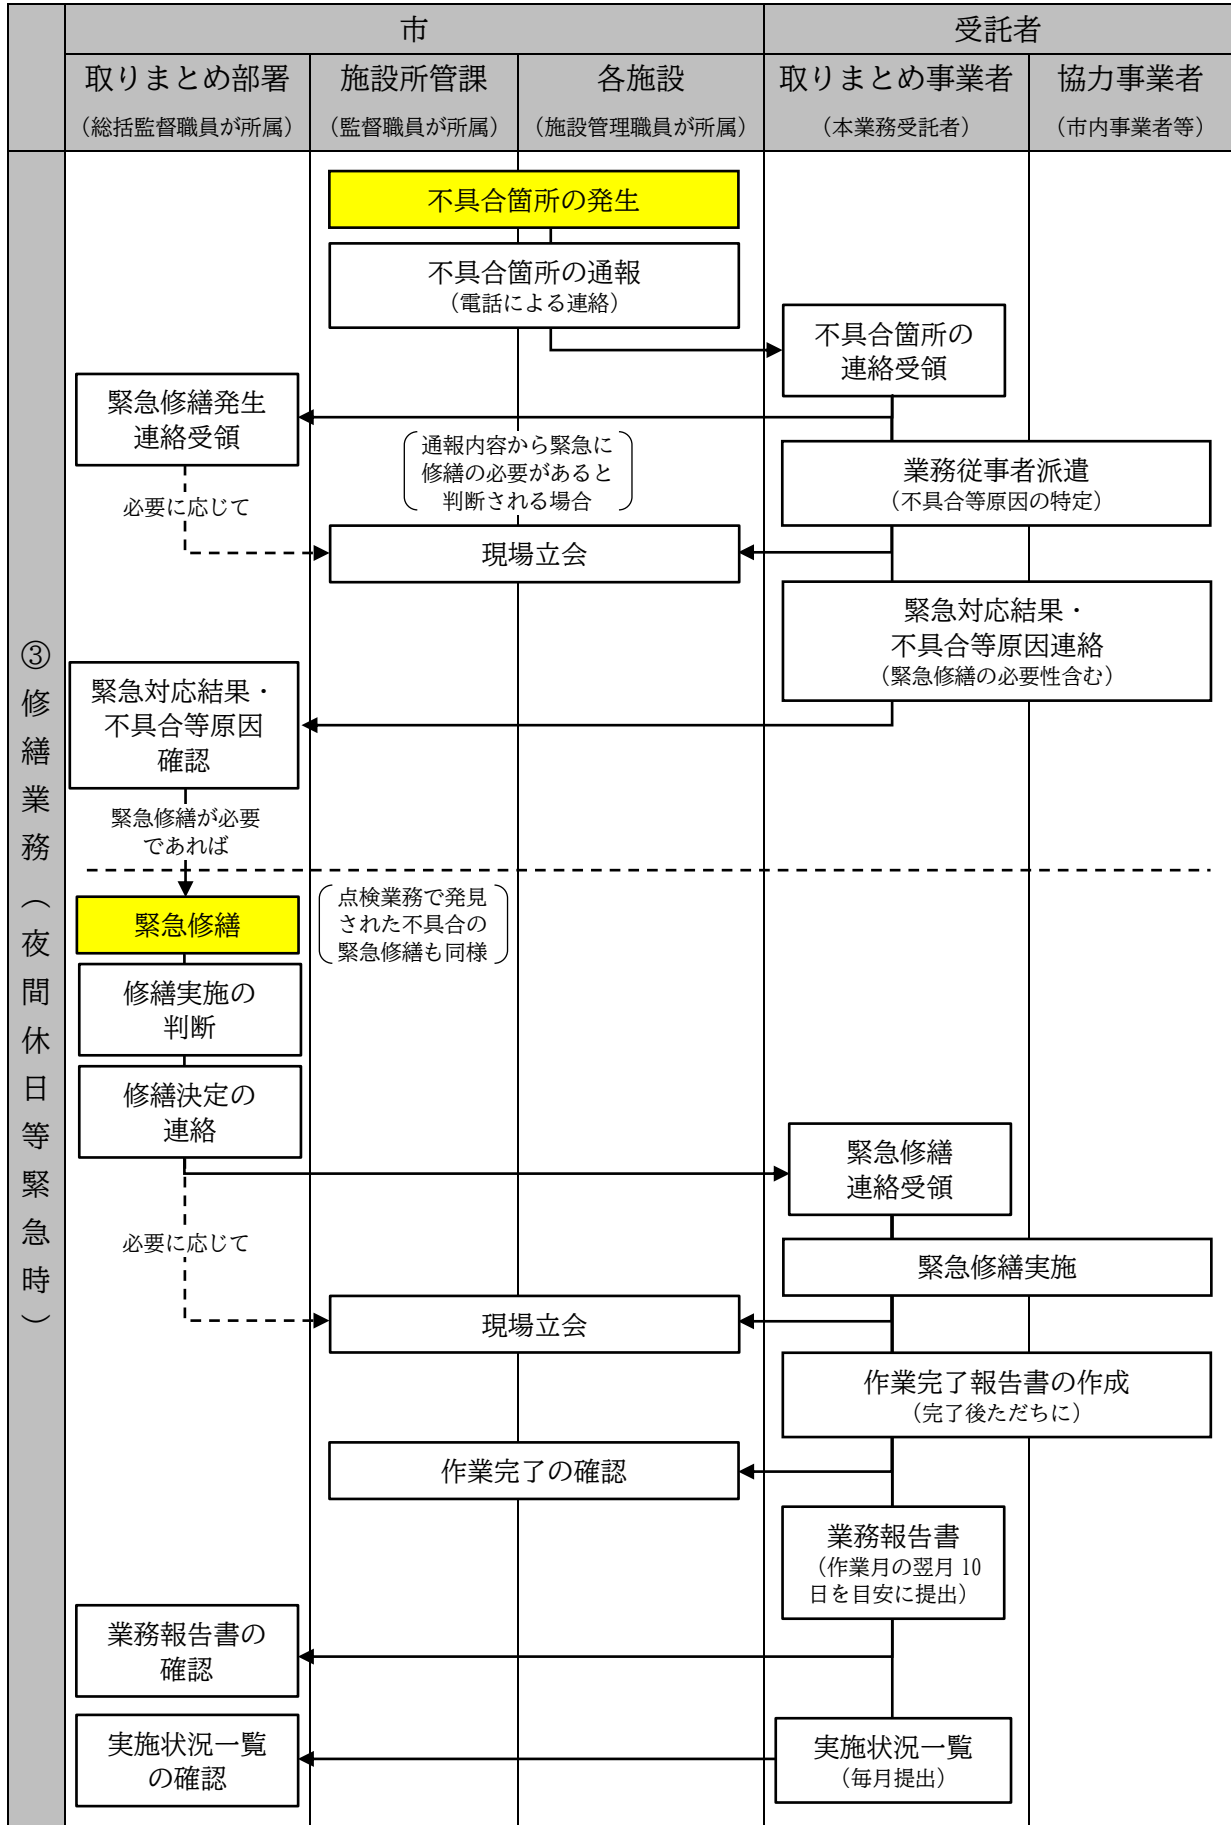 市
受託者
取りまとめ部署
（総括監督職員が所属）
施設所管課
（監督職員が所属）
各施設
（施設管理職員が所属）
取りまとめ事業者
（本業務受託者）
協力事業者
（市内事業者等）
③修繕業務（夜間休日等緊急時）
不具合箇所の発生
不具合箇所の通報
（電話による連絡）
不具合箇所の
連絡受領
緊急修繕発生
連絡受領
通報内容から緊急に
修繕の必要があると
判断される場合
業務従事者派遣
（不具合等原因の特定）
必要に応じて
現場立会
緊急対応結果・
不具合等原因連絡
（緊急修繕の必要性含む）
緊急対応結果・
不具合等原因
確認
緊急修繕が必要
であれば
緊急修繕
点検業務で発見
された不具合の
緊急修繕も同様
修繕実施の
判断
修繕決定の
連絡
緊急修繕
連絡受領
必要に応じて
緊急修繕実施
現場立会
作業完了報告書の作成
（完了後ただちに）
作業完了の確認
業務報告書
（作業月の翌月 10
日を目安に提出）
業務報告書の
確認
実施状況一覧
の確認
実施状況一覧
（毎月提出）